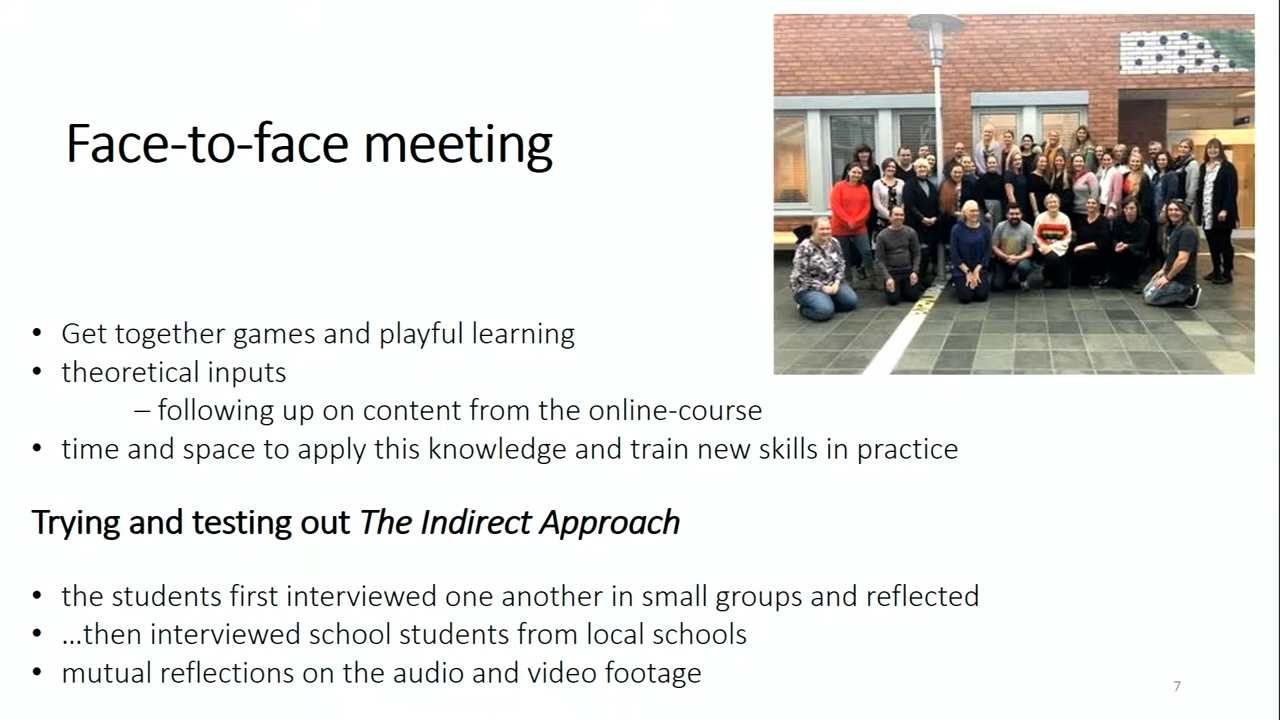 Face-to-face meeting
• Get together games and playful learning
• theoretical inputs
– following up on content from the online-course
• time and space to apply this knowledge and train new skills in practice
Trying and testing out The Indirect Approach
• the students first interviewed one another in small groups and reflected
• …then interviewed school students from local schools
• mutual reflections on the audio and video footage
7